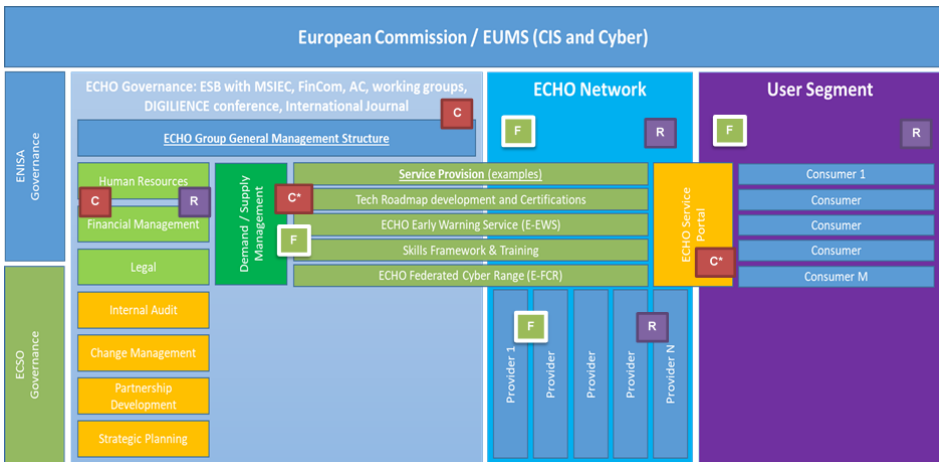 European Commission / EUMS (CIS and Cyber)
ENISA
Governance
ECSO
Governance
ECHO Governance: ESB with MSIEC, FinCom, AC, working groups,
DIGILIENCE conference, International Journal
C
ECHO Group General Management Structure
Human Resources
C
R
Financial Management
Legal
Internal Audit
Change Management
Partnership
Development
Strategic Planning
Demand / Supply
Management
C*
F
Service Provision (examples)
Tech Roadmap development and Certifications
ECHO Early Warning Service (E-EWS)
Skills Framework & Training
ECHO Federated Cyber Range (E-FCR)
ECHO Network
F
R
Provider 1
Provider
Provider
Provider
Provider N
F
R
ECHO Service
Portal
C*
User Segment
F
R
Consumer 1
Consumer
Consumer
Consumer
Consumer M